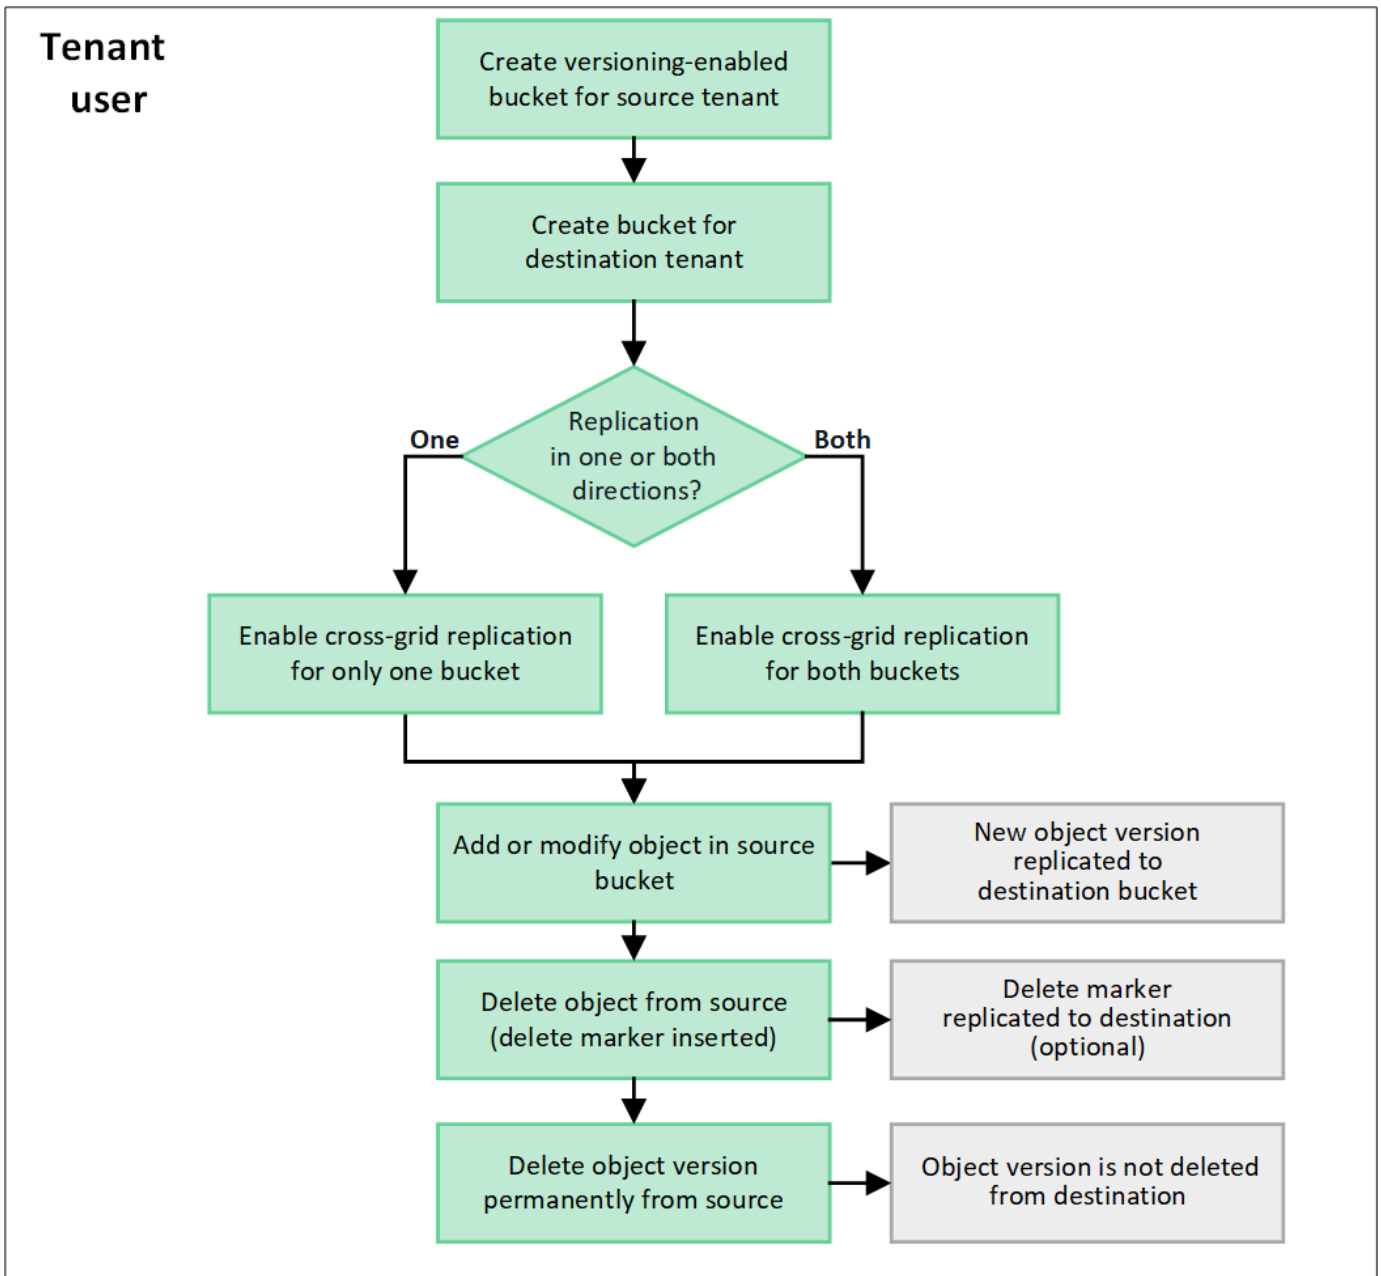 Tenant
user
Create versioning-enabled
bucket for source tenant
Create bucket for
destination tenant
Replication
in one or both
directions?
One
Both
Enable cross-grid replication
for only one bucket
Enable cross-grid replication
for both buckets
Add or modify object in source
bucket
New object version
replicated to
destination bucket
Delete object from source
(delete marker inserted)
Delete marker
replicated to destination
(optional)
Delete object version
permanently from source
Object version is not deleted
from destination